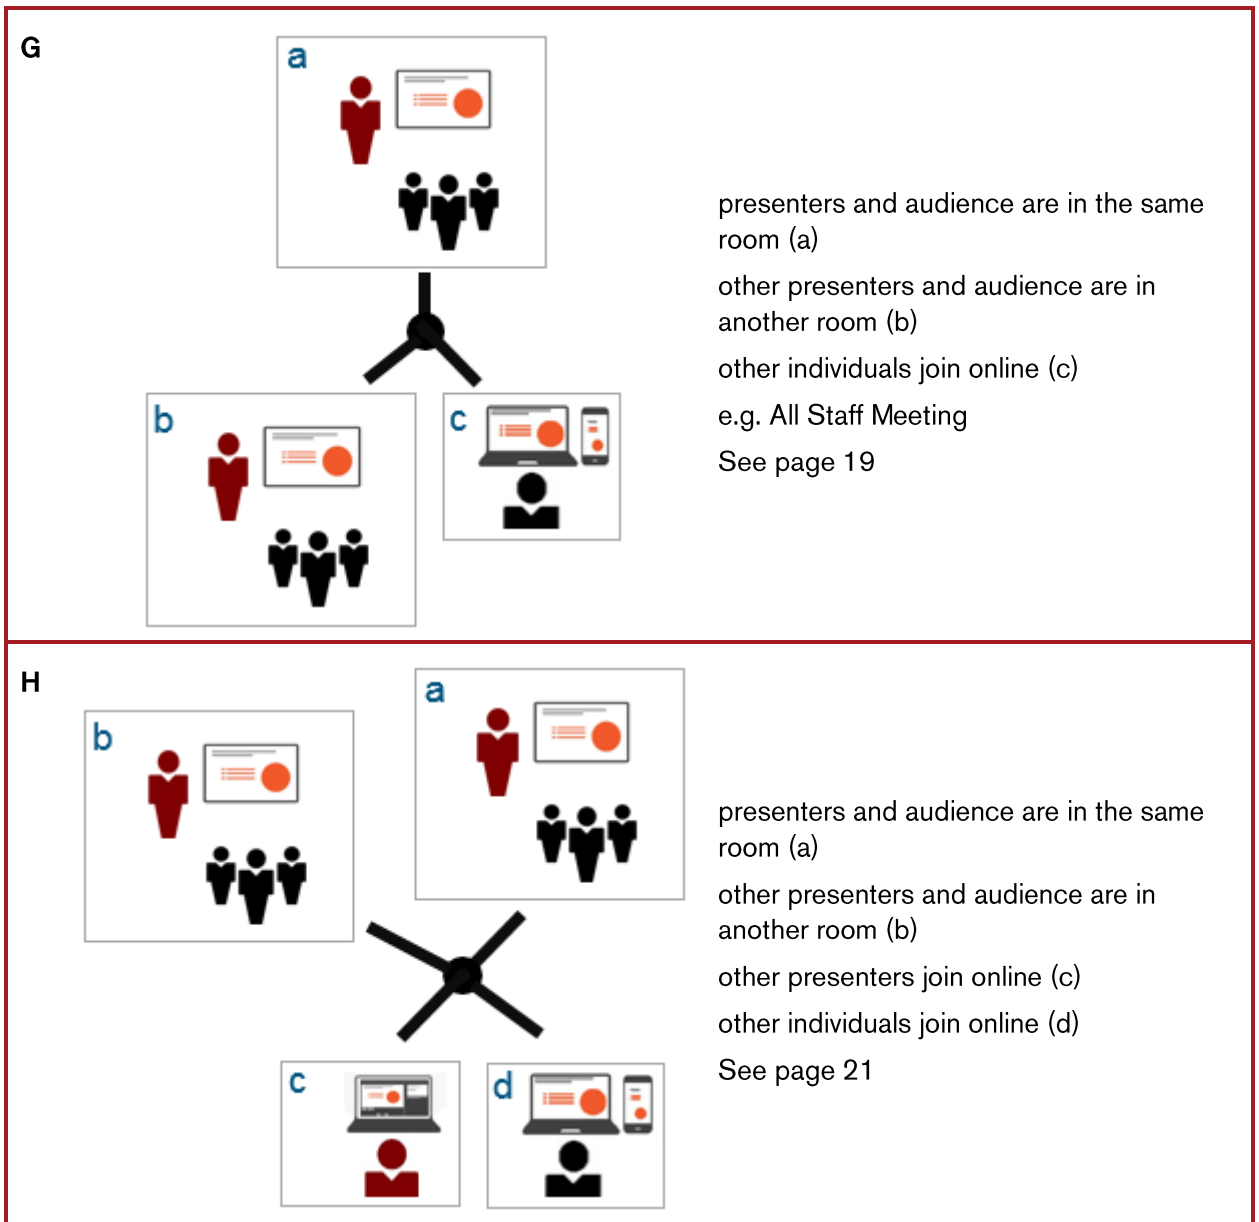 G
a
b
c
presenters and audience are in the same
room (a)
other presenters and audience are in
another room (b)
other individuals join online (c)
e.g. All Staff Meeting
See page 19
H
a
b
c
d
presenters and audience are in the same
room (a)
other presenters and audience are in
another room (b)
other presenters join online (c)
other individuals join online (d)
See page 21